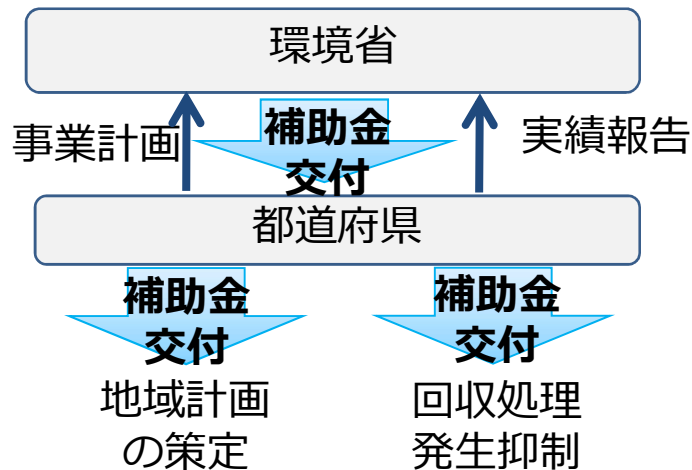 環境省
事業計画
補助金
交付
実績報告
都道府県
補助金
交付
補助金
交付
地域計画
の策定
回収処理
発生抑制